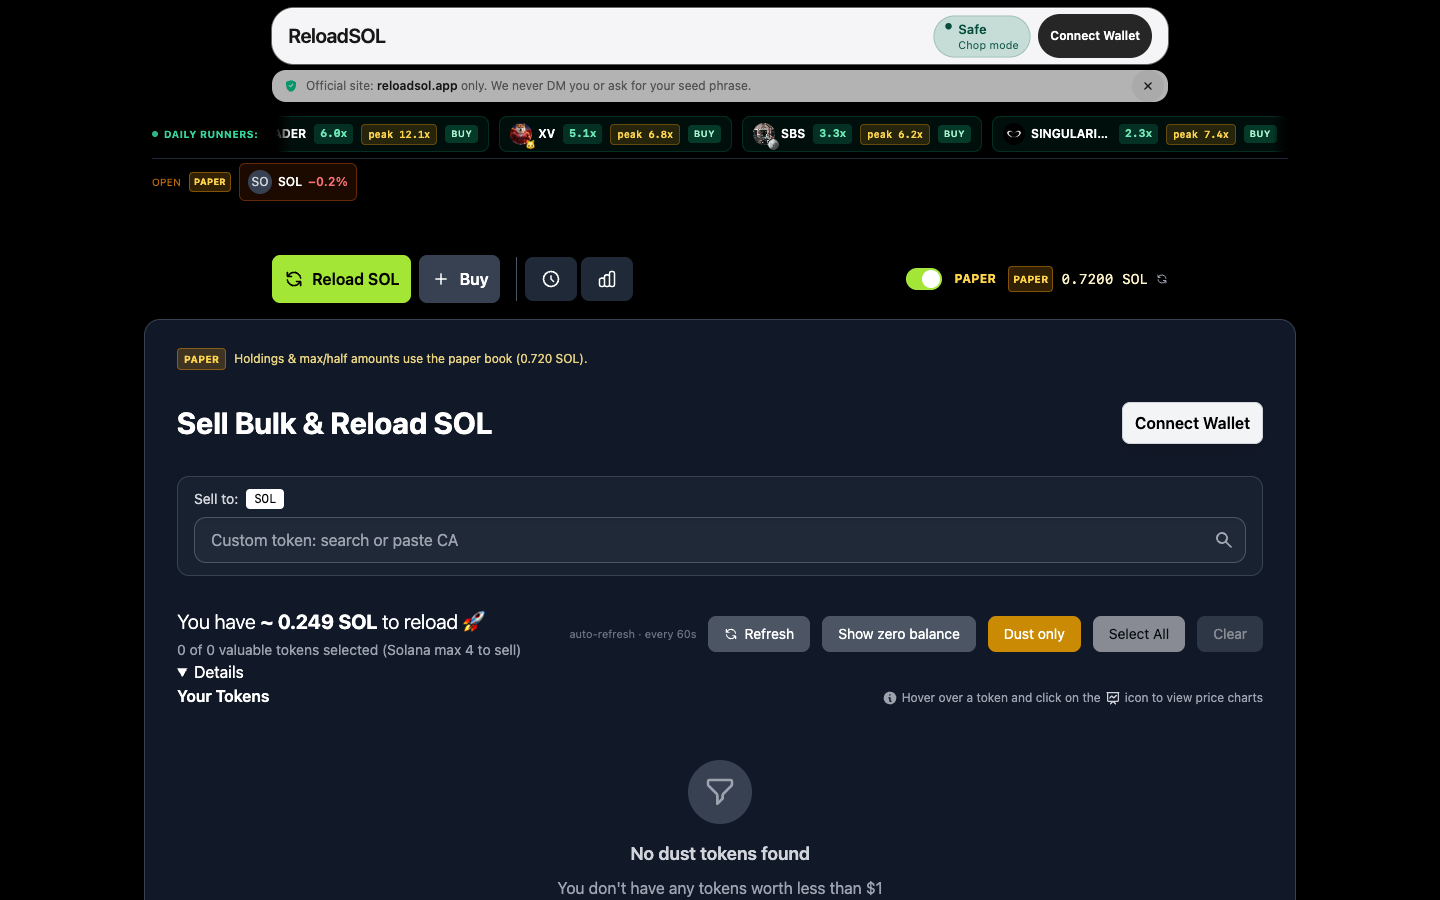 ReloadSOL
Safe
Chop mode
Connect Wallet
Official site: reloadsol.app only. We never DM you or ask for your seed phrase.
DAILY RUNNERS: DER 6.0x peak 12.1x BUY XV 5.1x peak 6.8x BUY SBS 3.3x peak 6.2x BUY SINGULARI... 2.3x peak 7.4x BUY
OPEN PAPER SO SOL −0.2%
Reload SOL + Buy PAPER PAPER 0.7200 SOL
PAPER Holdings & max/half amounts use the paper book (0.720 SOL).
Sell Bulk & Reload SOL
Connect Wallet
Sell to: SOL
Custom token: search or paste CA
You have ~ 0.249 SOL to reload 🚀
0 of 0 valuable tokens selected (Solana max 4 to sell)
auto-refresh · every 60s Refresh Show zero balance Dust only Select All Clear
▼ Details
Your Tokens
Hover over a token and click on the icon to view price charts
No dust tokens found
You don't have any tokens worth less than $1